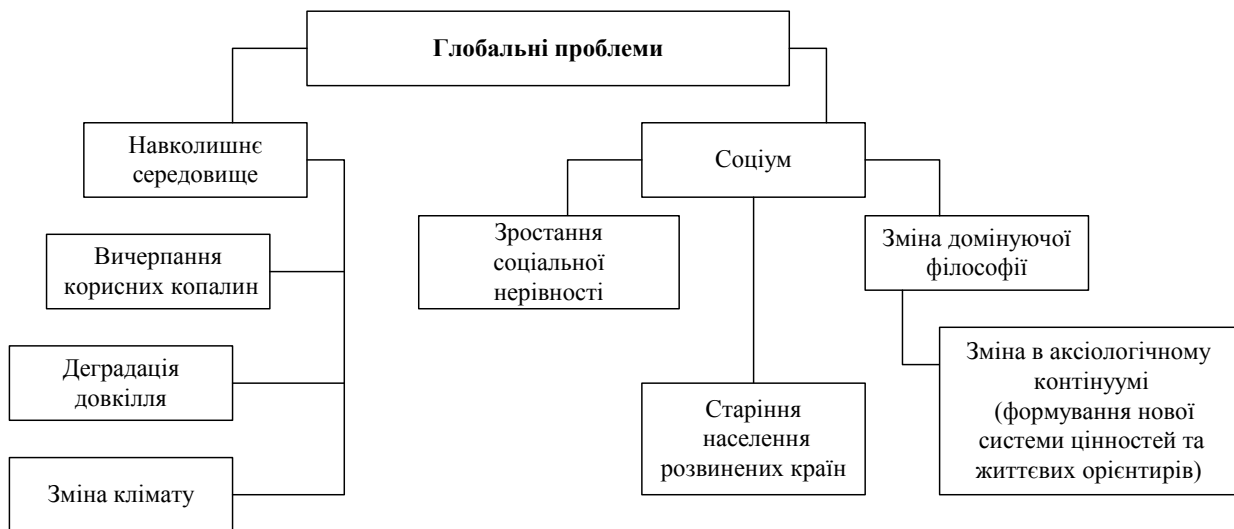 Глобальні проблеми
Навколишнє
середовище
Соціум
Вичерпання
корисних копалин
Деградація
довкілля
Зміна клімату
Зростання
соціальної
нерівності
Старіння
населення
розвинених країн
Зміна домінуючої
філософії
Зміна в аксіологічному
контінуумі
(формування нової
системи цінностей та
життєвих орієнтирів)